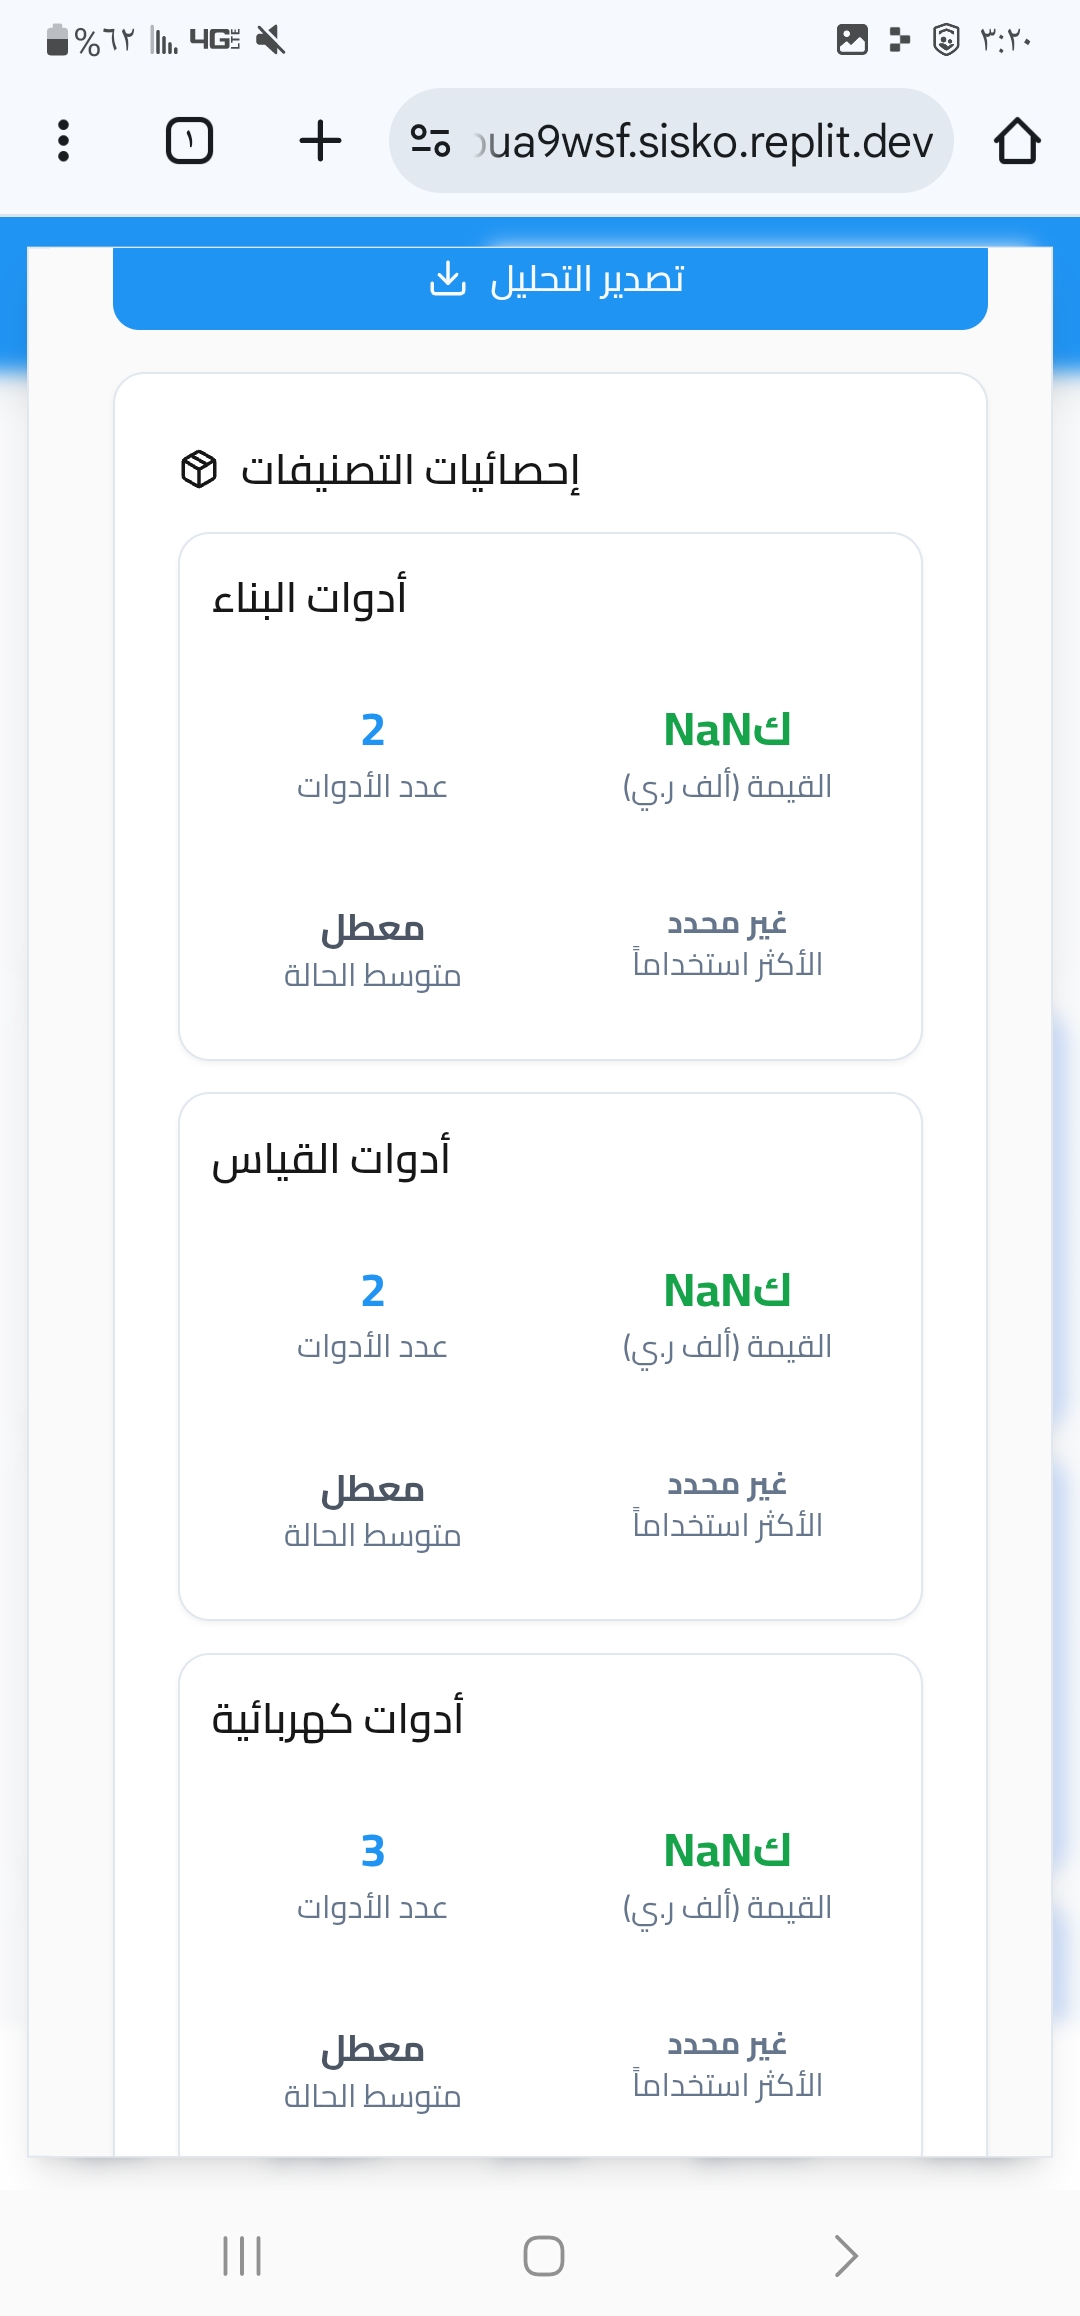 ٣:٢٠
4G LTE
%٦٢
oua9wsf.sisko.replit.dev
١
تصدير التحليل
إحصائيات التصنيفات
أدوات البناء
NaNك
2
القيمة (ألف ر.ي)
عدد الأدوات
غير محدد
معطل
الأكثر استخداماً
متوسط الحالة
أدوات القياس
NaNك
2
القيمة (ألف ر.ي)
عدد الأدوات
غير محدد
معطل
الأكثر استخداماً
متوسط الحالة
أدوات كهربائية
NaNك
3
القيمة (ألف ر.ي)
عدد الأدوات
غير محدد
معطل
الأكثر استخداماً
متوسط الحالة